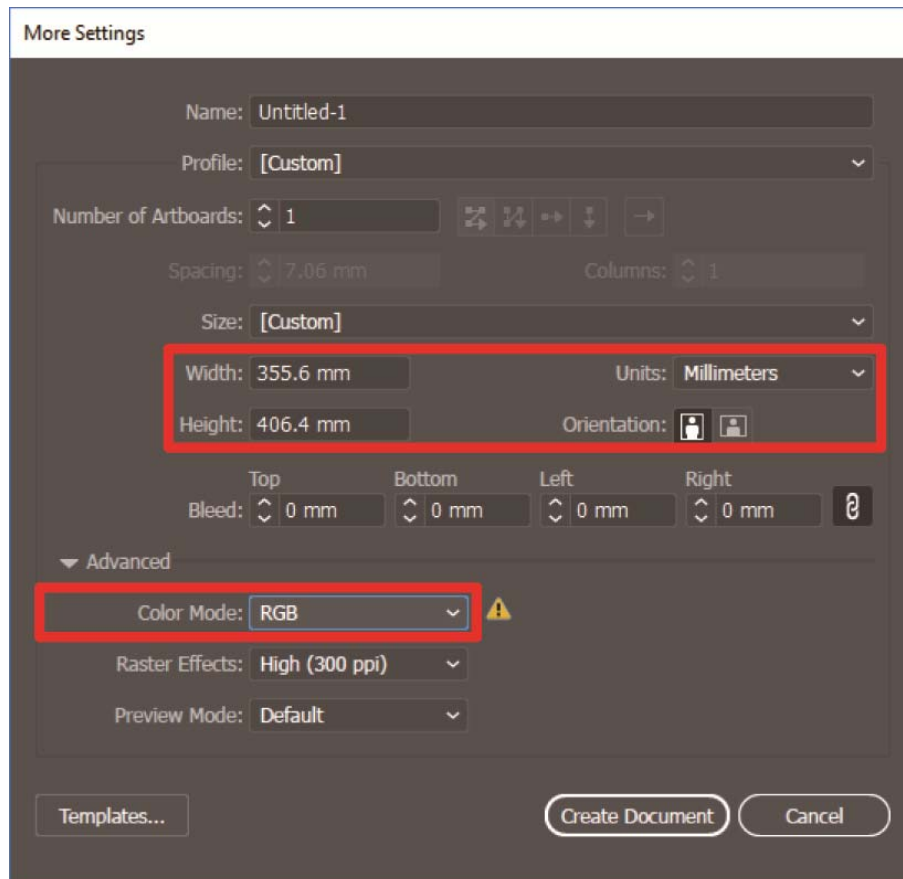 More Settings
Name: Untitled-1
Profile: [Custom]
Number of Artboards: 1
Spacing: 7.06 mm Columns: 1
Size: [Custom]
Width: 355.6 mm Units: Millimeters
Height: 406.4 mm Orientation:
Top Bottom Left Right
Bleed: 0 mm 0 mm 0 mm 0 mm
Advanced
Color Mode: RGB
Raster Effects: High (300 ppi)
Preview Mode: Default
Templates... Create Document Cancel